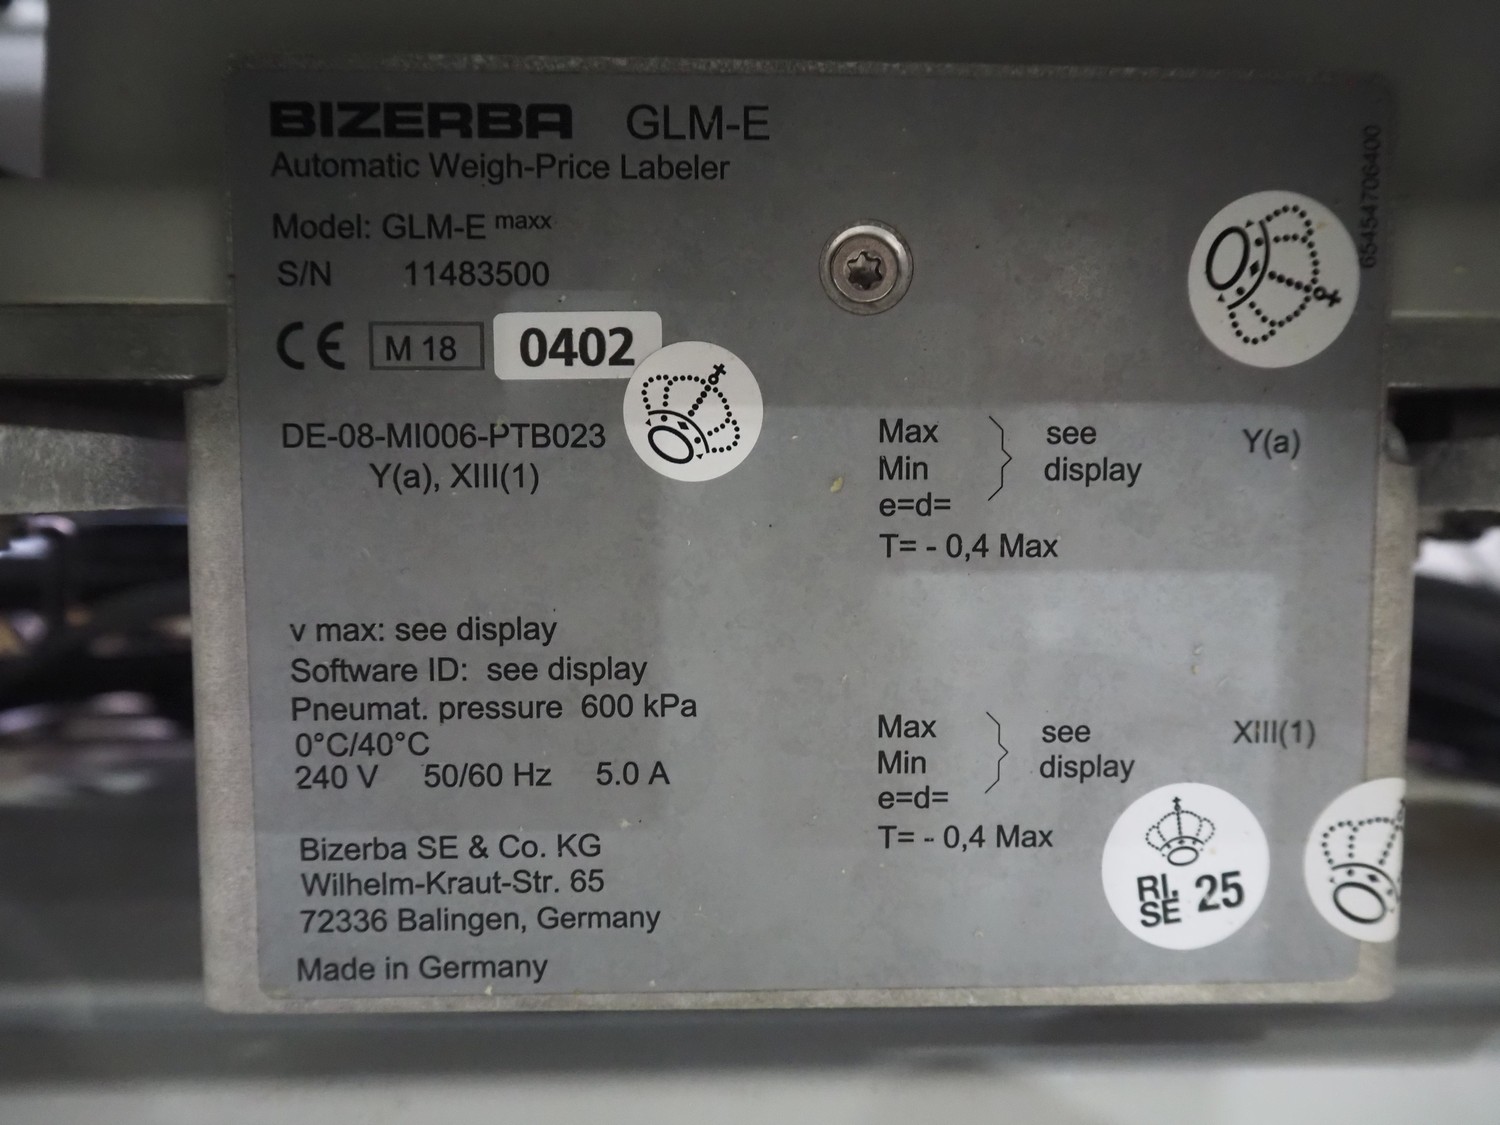 BIZERBA GLM-E
Automatic Weigh-Price Labeler
65454706400
Model: GLM-E maxx
S/N 11483500
CE M 18 0402
DE-08-MI006-PTB023
Y(a), XIII(1)
Max
Min
e=d=
see
display
Y(a)
T= - 0,4 Max
v max: see display
Software ID: see display
Pneumat. pressure 600 kPa
0°C/40°C
240 V 50/60 Hz 5.0 A
Max
Min
e=d=
see
display
XIII(1)
T= - 0,4 Max
RI.
SE 25
Bizerba SE & Co. KG
Wilhelm-Kraut-Str. 65
72336 Balingen, Germany
Made in Germany